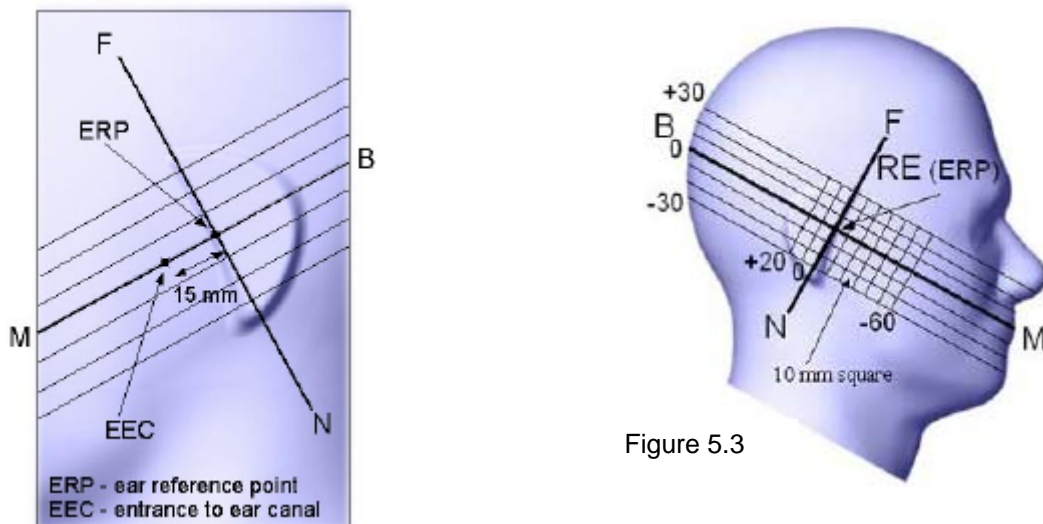 F
ERP
B
15 mm
M
EEC
N
ERP - ear reference point
EEC - entrance to ear canal
+30
B
0
F
RE (ERP)
-30
+20
0
N
-60
M
10 mm square
Figure 5.3